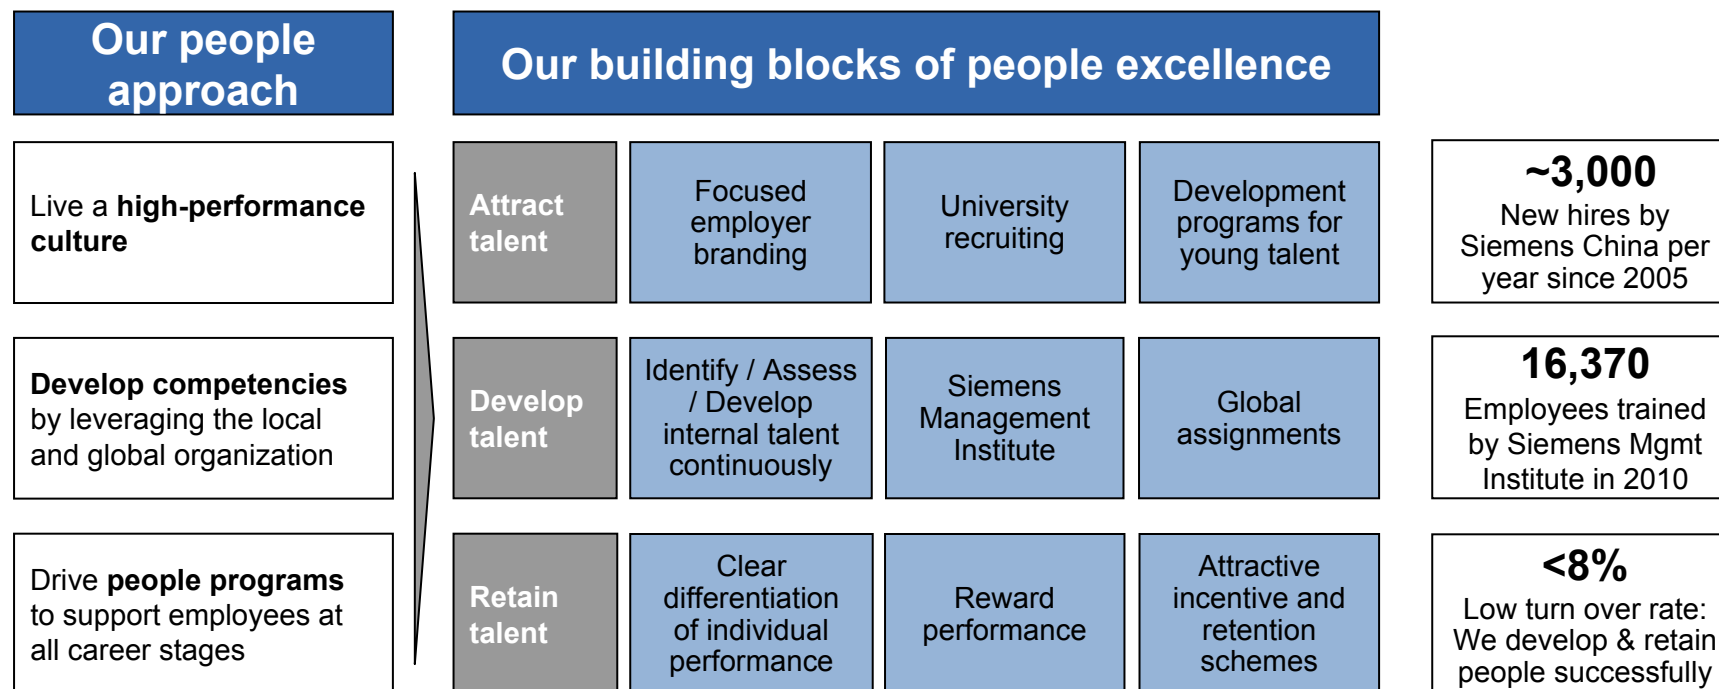 Our people
approach
Our building blocks of people excellence
Live a high-performance
culture
Attract
talent
Focused
employer
branding
University
recruiting
Development
programs for
young talent
~3,000
New hires by
Siemens China per
year since 2005
Develop competencies
by leveraging the local
and global organization
Develop
talent
Identify / Assess
/ Develop
internal talent
continuously
Siemens
Management
Institute
Global
assignments
16,370
Employees trained
by Siemens Mgmt
Institute in 2010
Drive people programs
to support employees at
all career stages
Retain
talent
Clear
differentiation
of individual
performance
Reward
performance
Attractive
incentive and
retention
schemes
<8%
Low turn over rate:
We develop & retain
people successfully